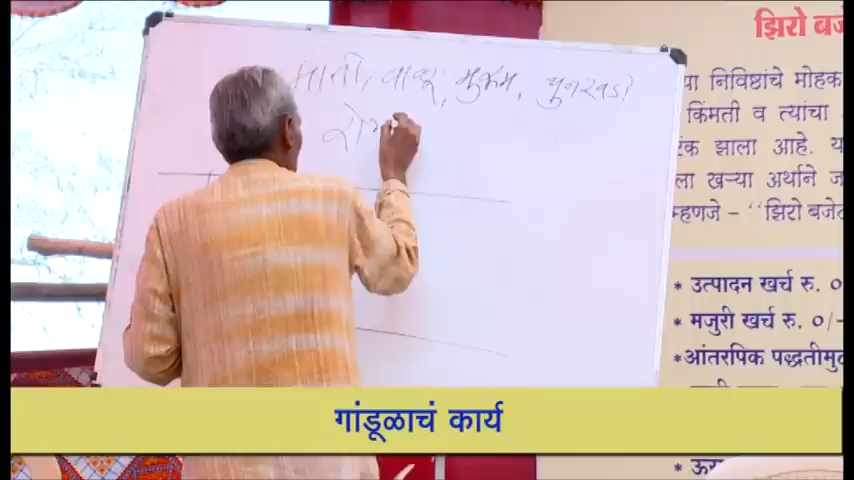 झिरो बजे
माती, वाळू, मुरूम, चुनखडी
या निविष्ठांचे मोहक
किंमती व त्यांचा
झाला आहे.
ला खऱ्या अर्थाने ज
म्हणजे – "झिरो बजेट
* उत्पादन खर्च रु. ०
* मजुरी खर्च रु. ०/-
* आंतरपिक पद्धतीमु
गांडूळाचं कार्य